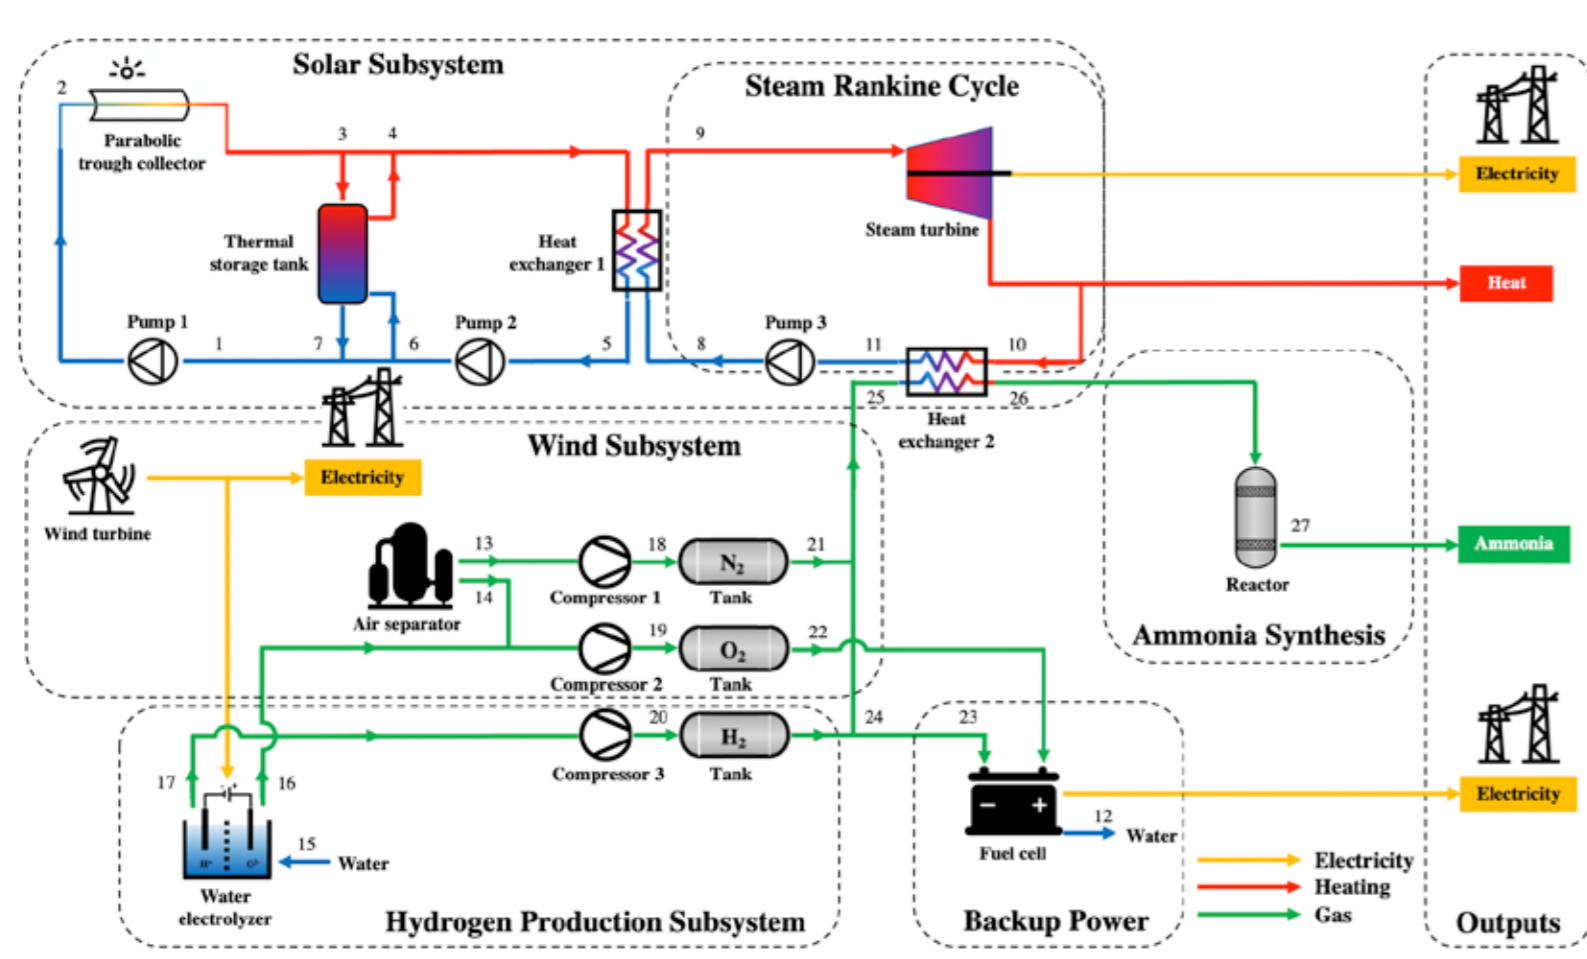 Solar Subsystem
Steam Rankine Cycle
2
Parabolic
trough collector
3
4
9
Electricity
Steam turbine
Thermal
storage tank
Heat
exchanger 1
Heat
Pump 1
1
7
6
Pump 2
5
8
Pump 3
11
10
25
26
Heat
exchanger 2
Wind Subsystem
Electricity
Wind turbine
13
14
Air separator
18
Compressor 1
N₂
Tank
21
19
Compressor 2
O₂
Tank
22
27
Ammonia
Reactor
Ammonia Synthesis
20
Compressor 3
H₂
Tank
24
23
17
16
- +
15
Water
H⁺
Water
electrolyzer
Hydrogen Production Subsystem
− +
Electricity
12
Water
Fuel cell
Backup Power
Electricity
Heating
Gas
Outputs